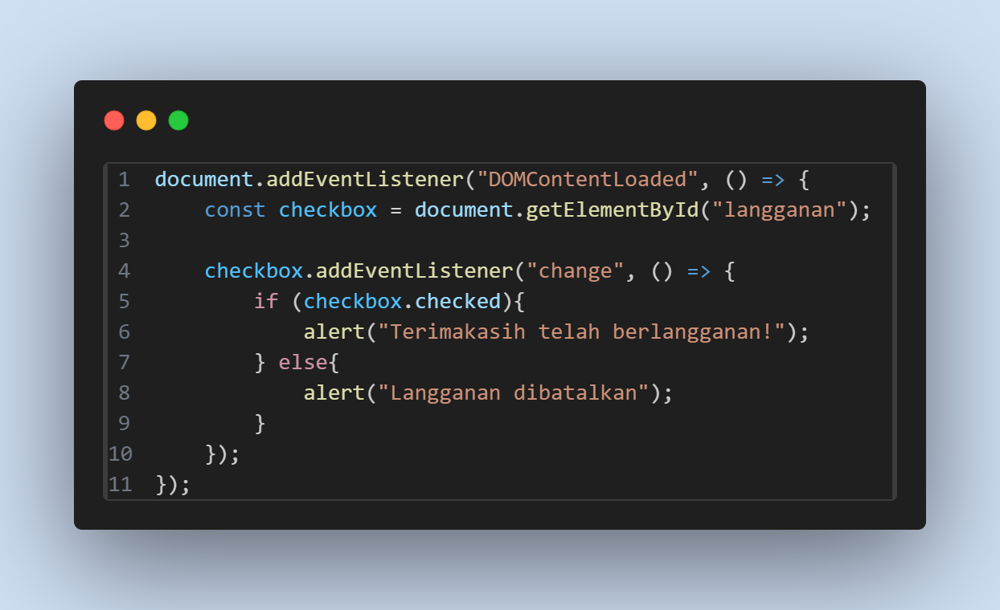 1 document.addEventListener("DOMContentLoaded", () => {
2     const checkbox = document.getElementById("langganan");
3
4     checkbox.addEventListener("change", () => {
5         if (checkbox.checked){
6             alert("Terimakasih telah berlangganan!");
7         } else{
8             alert("Langganan dibatalkan");
9         }
10     });
11 });